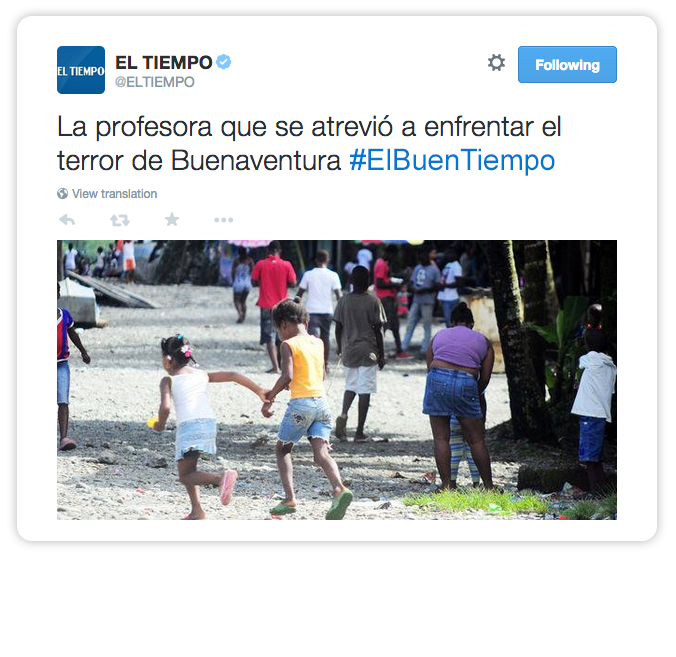 EL TIEMPO
EL TIEMPO
@ELTIEMPO
Following
La profesora que se atrevió a enfrentar el
terror de Buenaventura #ElBuenTiempo
View translation